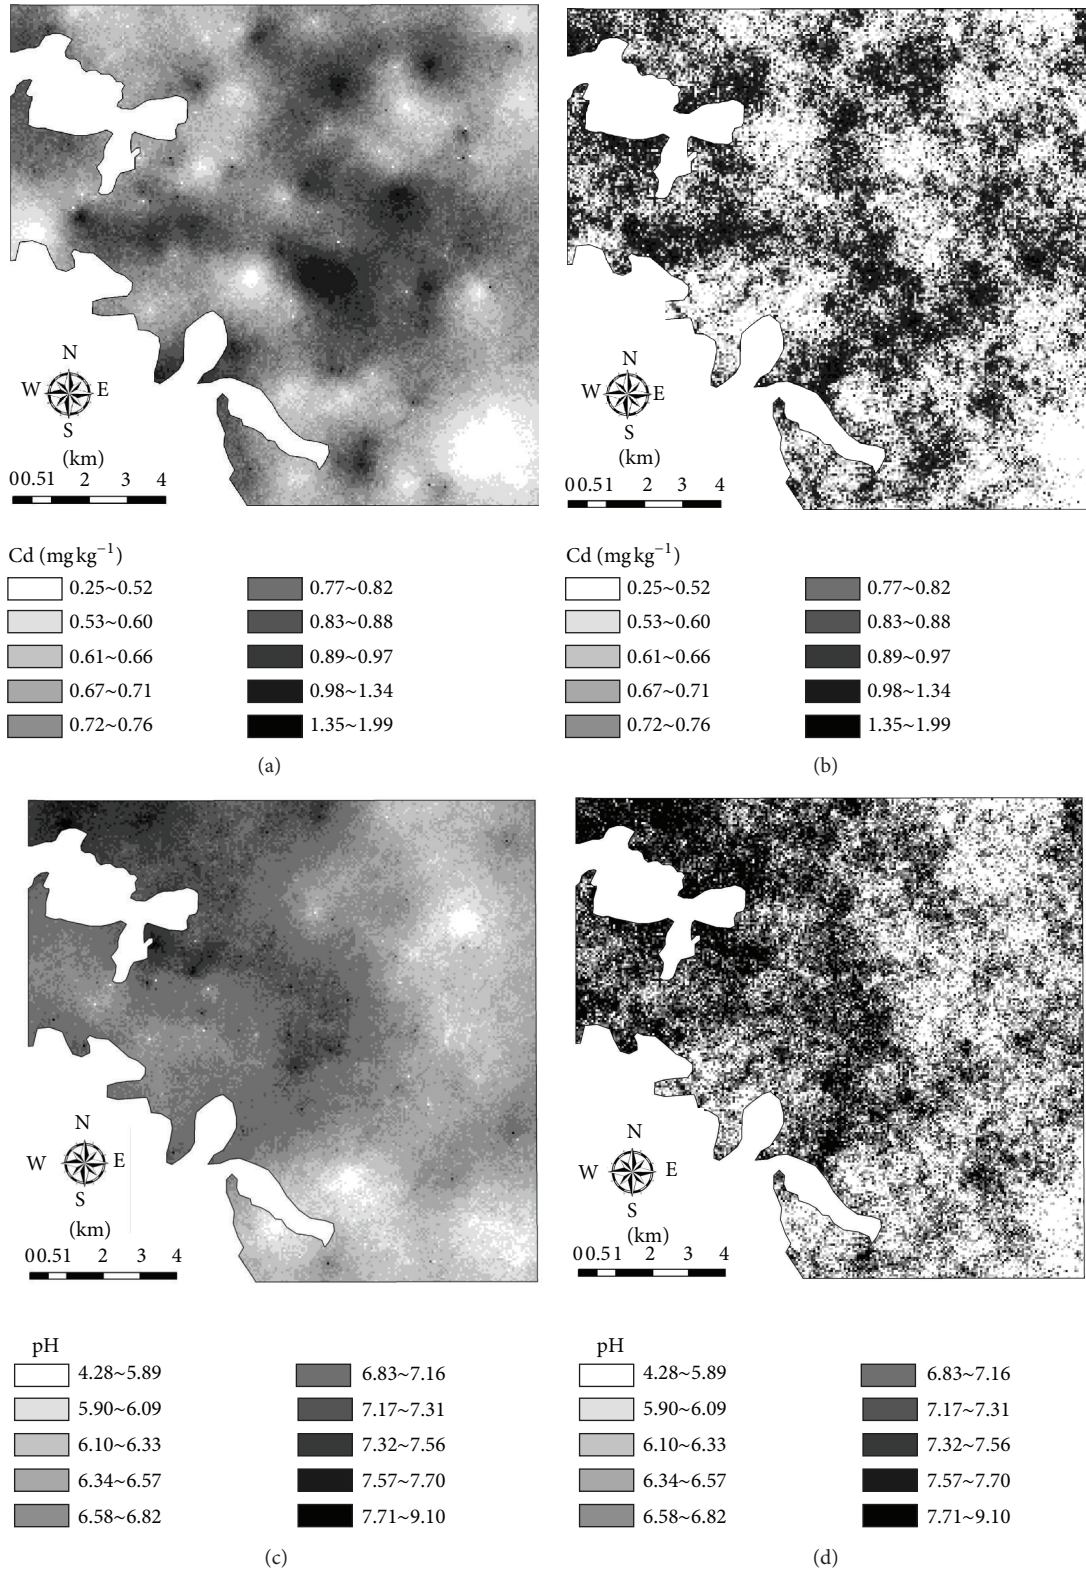 N
W E
S
(km)
0 0.5 1 2 3 4
Cd (mg kg⁻¹)
0.25~0.52
0.53~0.60
0.61~0.66
0.67~0.71
0.72~0.76
0.77~0.82
0.83~0.88
0.89~0.97
0.98~1.34
1.35~1.99
(a)
N
W E
S
(km)
0 0.5 1 2 3 4
Cd (mg kg⁻¹)
0.25~0.52
0.53~0.60
0.61~0.66
0.67~0.71
0.72~0.76
0.77~0.82
0.83~0.88
0.89~0.97
0.98~1.34
1.35~1.99
(b)
N
W E
S
(km)
0 0.5 1 2 3 4
pH
4.28~5.89
5.90~6.09
6.10~6.33
6.34~6.57
6.58~6.82
6.83~7.16
7.17~7.31
7.32~7.56
7.57~7.70
7.71~9.10
(c)
N
W E
S
(km)
0 0.5 1 2 3 4
pH
4.28~5.89
5.90~6.09
6.10~6.33
6.34~6.57
6.58~6.82
6.83~7.16
7.17~7.31
7.32~7.56
7.57~7.70
7.71~9.10
(d)